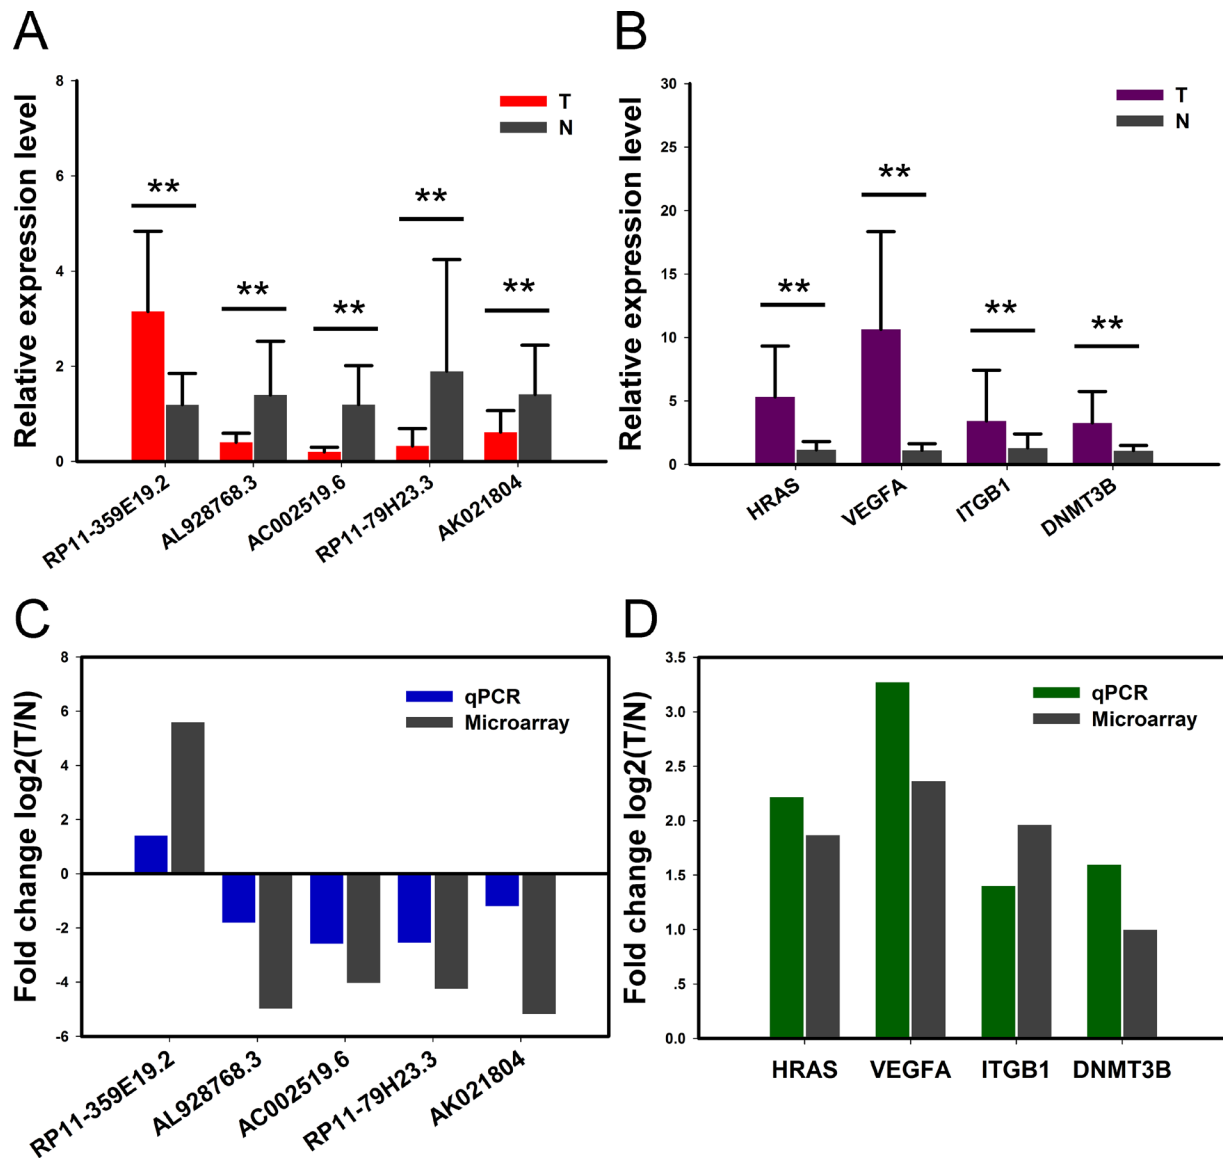 A
Relative expression level
8
6
4
2
0
T
N
**
**
**
**
**
RP11-359E19.2
AL928768.3
AC002519.6
RP11-79H23.3
AK021804
B
Relative expression level
30
25
20
15
10
5
0
T
N
**
**
**
**
HRAS
VEGFA
ITGB1
DNMT3B
C
Fold change log2(T/N)
8
6
4
2
0
-2
-4
-6
qPCR
Microarray
RP11-359E19.2
AL928768.3
AC002519.6
RP11-79H23.3
AK021804
D
Fold change log2(T/N)
3.5
3.0
2.5
2.0
1.5
1.0
.5
0.0
qPCR
Microarray
HRAS
VEGFA
ITGB1
DNMT3B